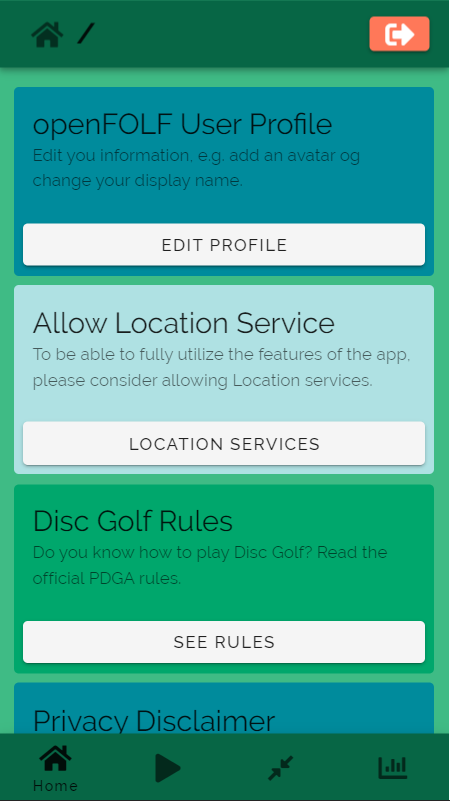 /
openFOLF User Profile
Edit you information, e.g. add an avatar og
change your display name.
EDIT PROFILE
Allow Location Service
To be able to fully utilize the features of the app,
please consider allowing Location services.
LOCATION SERVICES
Disc Golf Rules
Do you know how to play Disc Golf? Read the
official PDGA rules.
SEE RULES
Privacy Disclaimer
Home